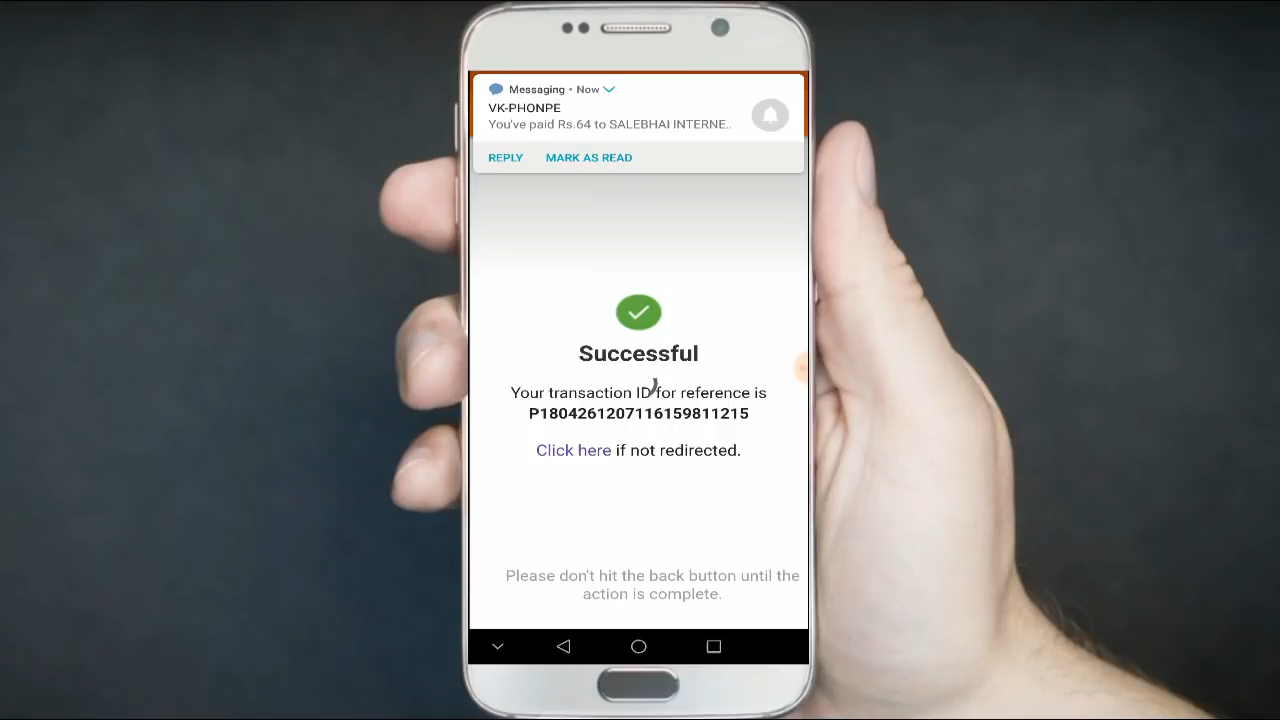 Messaging • Now
VK-PHONPE
You've paid Rs.64 to SALEBHAI INTERNE..
REPLY MARK AS READ
Successful
Your transaction ID for reference is
P1804261207116159811215
Click here if not redirected.
Please don't hit the back button until the
action is complete.